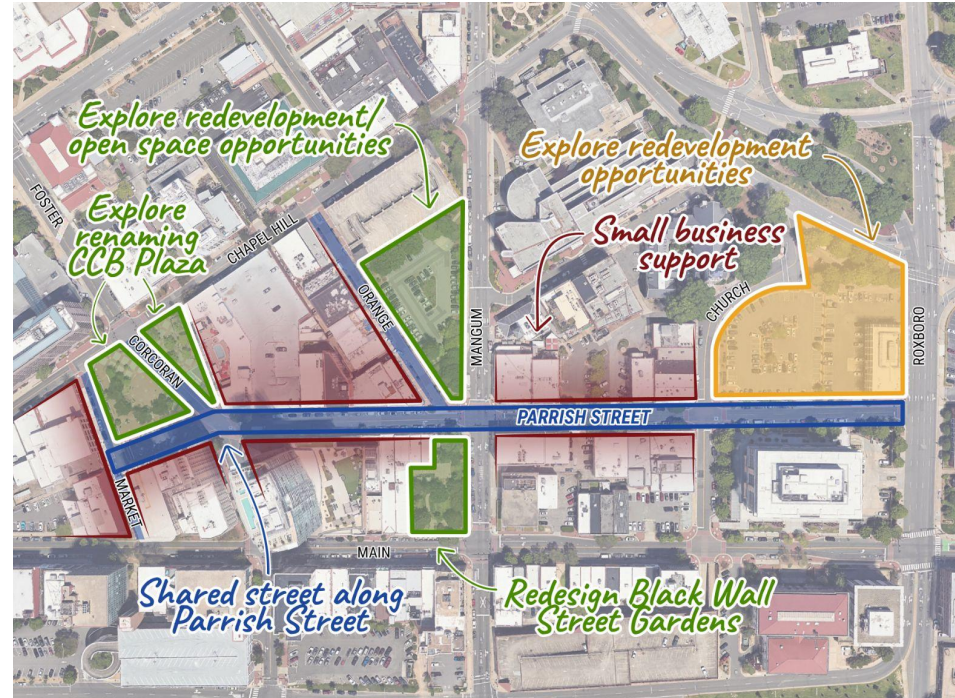 Explore redevelopment/
open space opportunities
Explore redevelopment
opportunities
FOSTER
Explore
renaming
CCB Plaza
CHAPEL HILL
Small business
support
ORANGE
MANGUM
CHURCH
ROXBORO
CORCORAN
PARRISH STREET
MARKET
MAIN
Shared street along
Parrish Street
Redesign Black Wall
Street Gardens